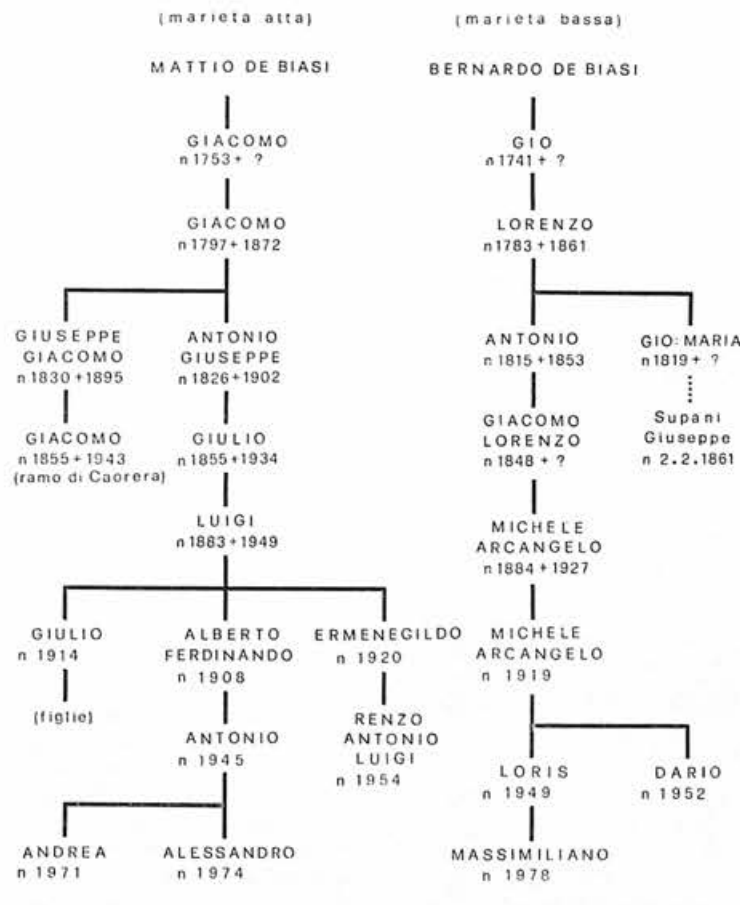 (marieta alta)
MATTIO DE BIASI
GIACOMO
n 1753 + ?
GIACOMO
n 1797 + 1872
GIUSEPPE
GIACOMO
n 1830 + 1895
GIACOMO
n 1855 + 1943
(ramo di Caorera)
ANTONIO
GIUSEPPE
n 1826 + 1902
GIULIO
n 1855 + 1934
LUIGI
n 1883 + 1949
GIULIO
n 1914
(figlie)
ALBERTO
FERDINANDO
n 1908
ANTONIO
n 1945
ANDREA
n 1971
ALESSANDRO
n 1974
ERMENEGILDO
n 1920
RENZO
ANTONIO
LUIGI
n 1954
(marieta bassa)
BERNARDO DE BIASI
GIO
n 1741 + ?
LORENZO
n 1783 + 1861
ANTONIO
n 1815 + 1853
GIACOMO
LORENZO
n 1848 + ?
MICHELE
ARCANGELO
n 1884 + 1927
MICHELE
ARCANGELO
n 1919
LORIS
n 1949
MASSIMILIANO
n 1978
DARIO
n 1952
GIO: MARIA
n 1819 + ?
Supani
Giuseppe
n 2.2.1861